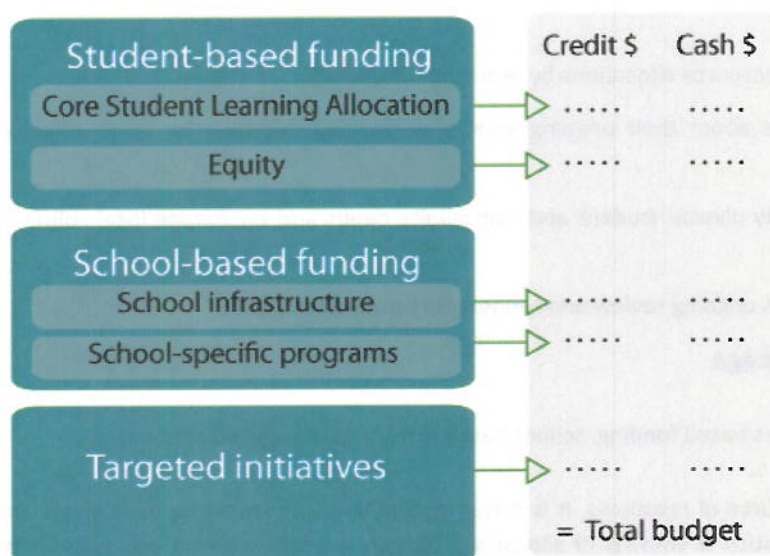 Student-based funding
Credit $ Cash $
Core Student Learning Allocation ..... .....
Equity ..... .....
School-based funding
School infrastructure ..... .....
School-specific programs ..... .....
Targeted initiatives ..... .....
= Total budget